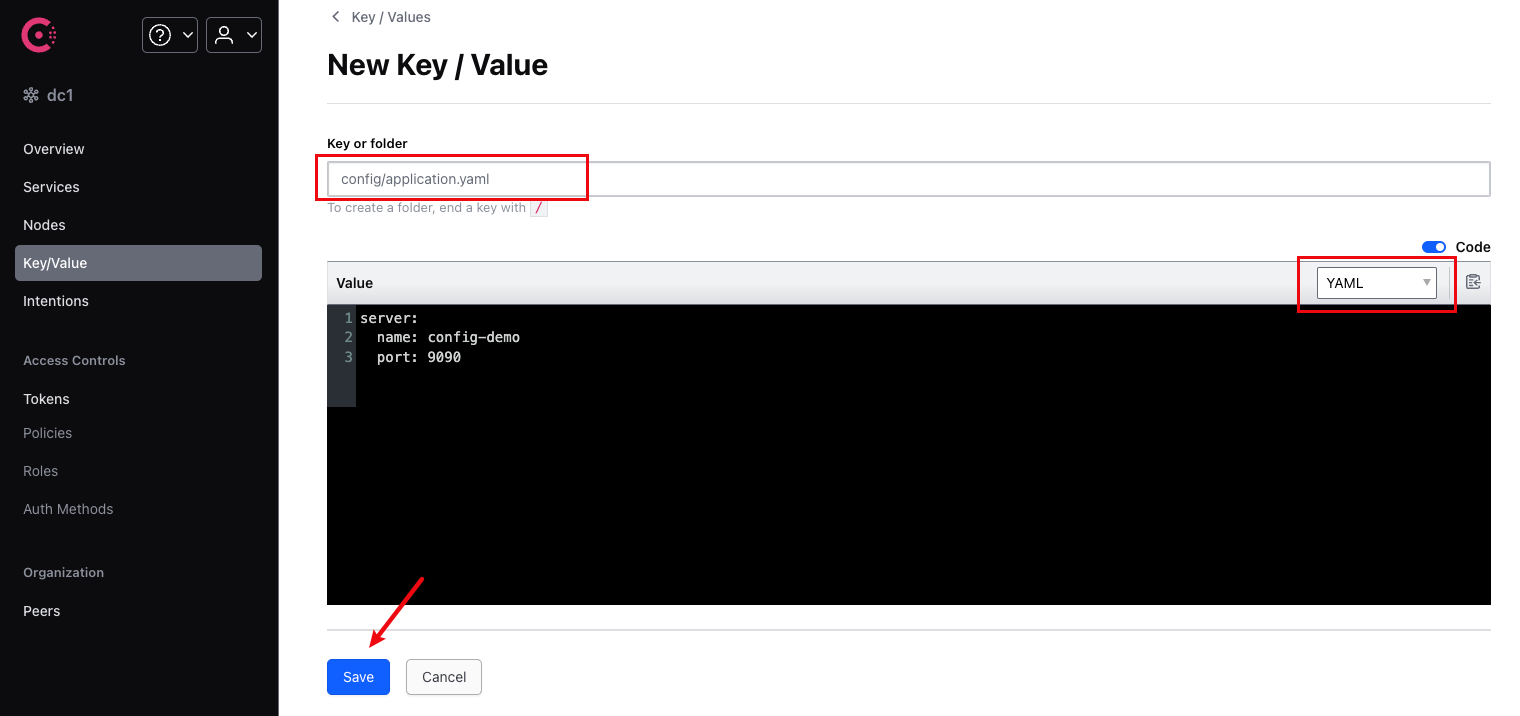 dc1
Overview
Services
Nodes
Key/Value
Intentions
Access Controls
Tokens
Policies
Roles
Auth Methods
Organization
Peers
Key / Values
New Key / Value
Key or folder
config/application.yaml
To create a folder, end a key with /
Code
Value
YAML
1 server:
2   name: config-demo
3   port: 9090
Save
Cancel